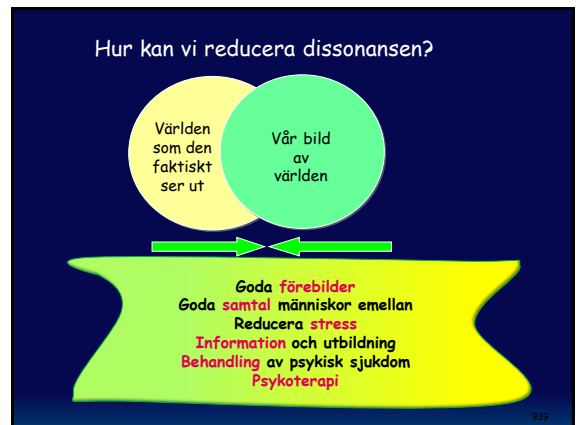 Hur kan vi reducera dissonansen?
Världen
som den
faktiskt
ser ut
Vår bild
av
världen
Goda förebilder
Goda samtal människor emellan
Reducera stress
Information och utbildning
Behandling av psykisk sjukdom
Psykoterapi
939